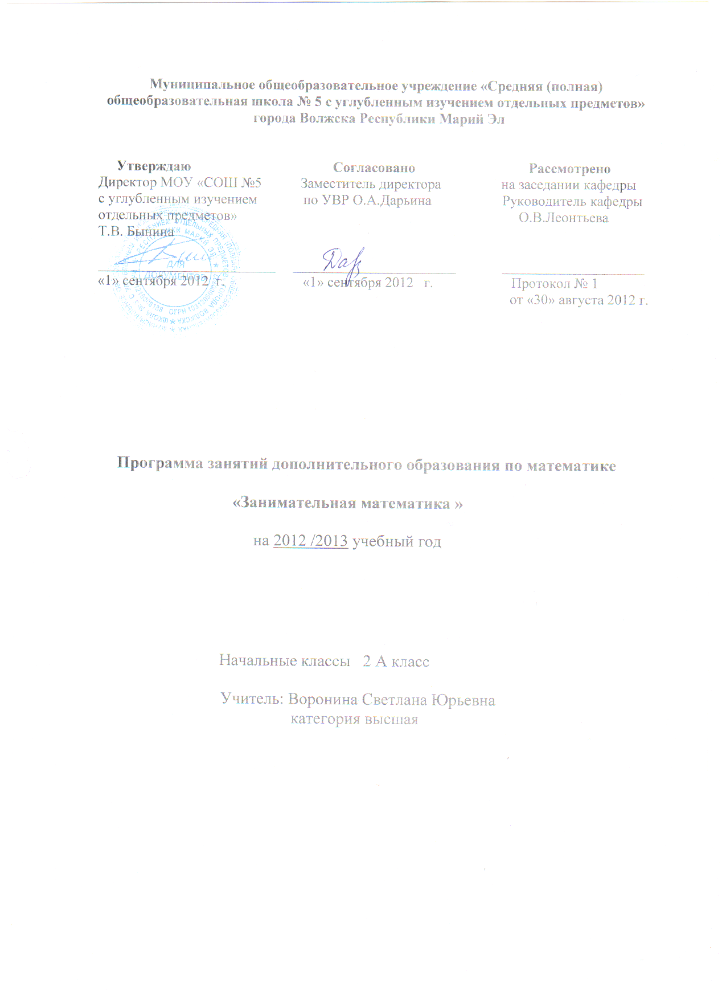 Муниципальное общеобразовательное учреждение «Средняя (полная)
общеобразовательная школа № 5 с углубленным изучением отдельных предметов»
города Волжска Республики Марий Эл
Утверждаю
Директор МОУ «СОШ №5
с углубленным изучением
отдельных предметов»
Т.В. Бынина
«1» сентября 2012 г.
Согласовано
Заместитель директора
по УВР О.А.Дарьина
«1» сентября 2012 г.
Рассмотрено
на заседании кафедры
Руководитель кафедры
О.В.Леонтьева
Протокол № 1
от «30» августа 2012 г.
ДЛЯ
ДОКУМЕНТОВ
Программа занятий дополнительного образования по математике
«Занимательная математика »
на 2012 /2013 учебный год
Начальные классы 2 А класс
Учитель: Воронина Светлана Юрьевна
категория высшая